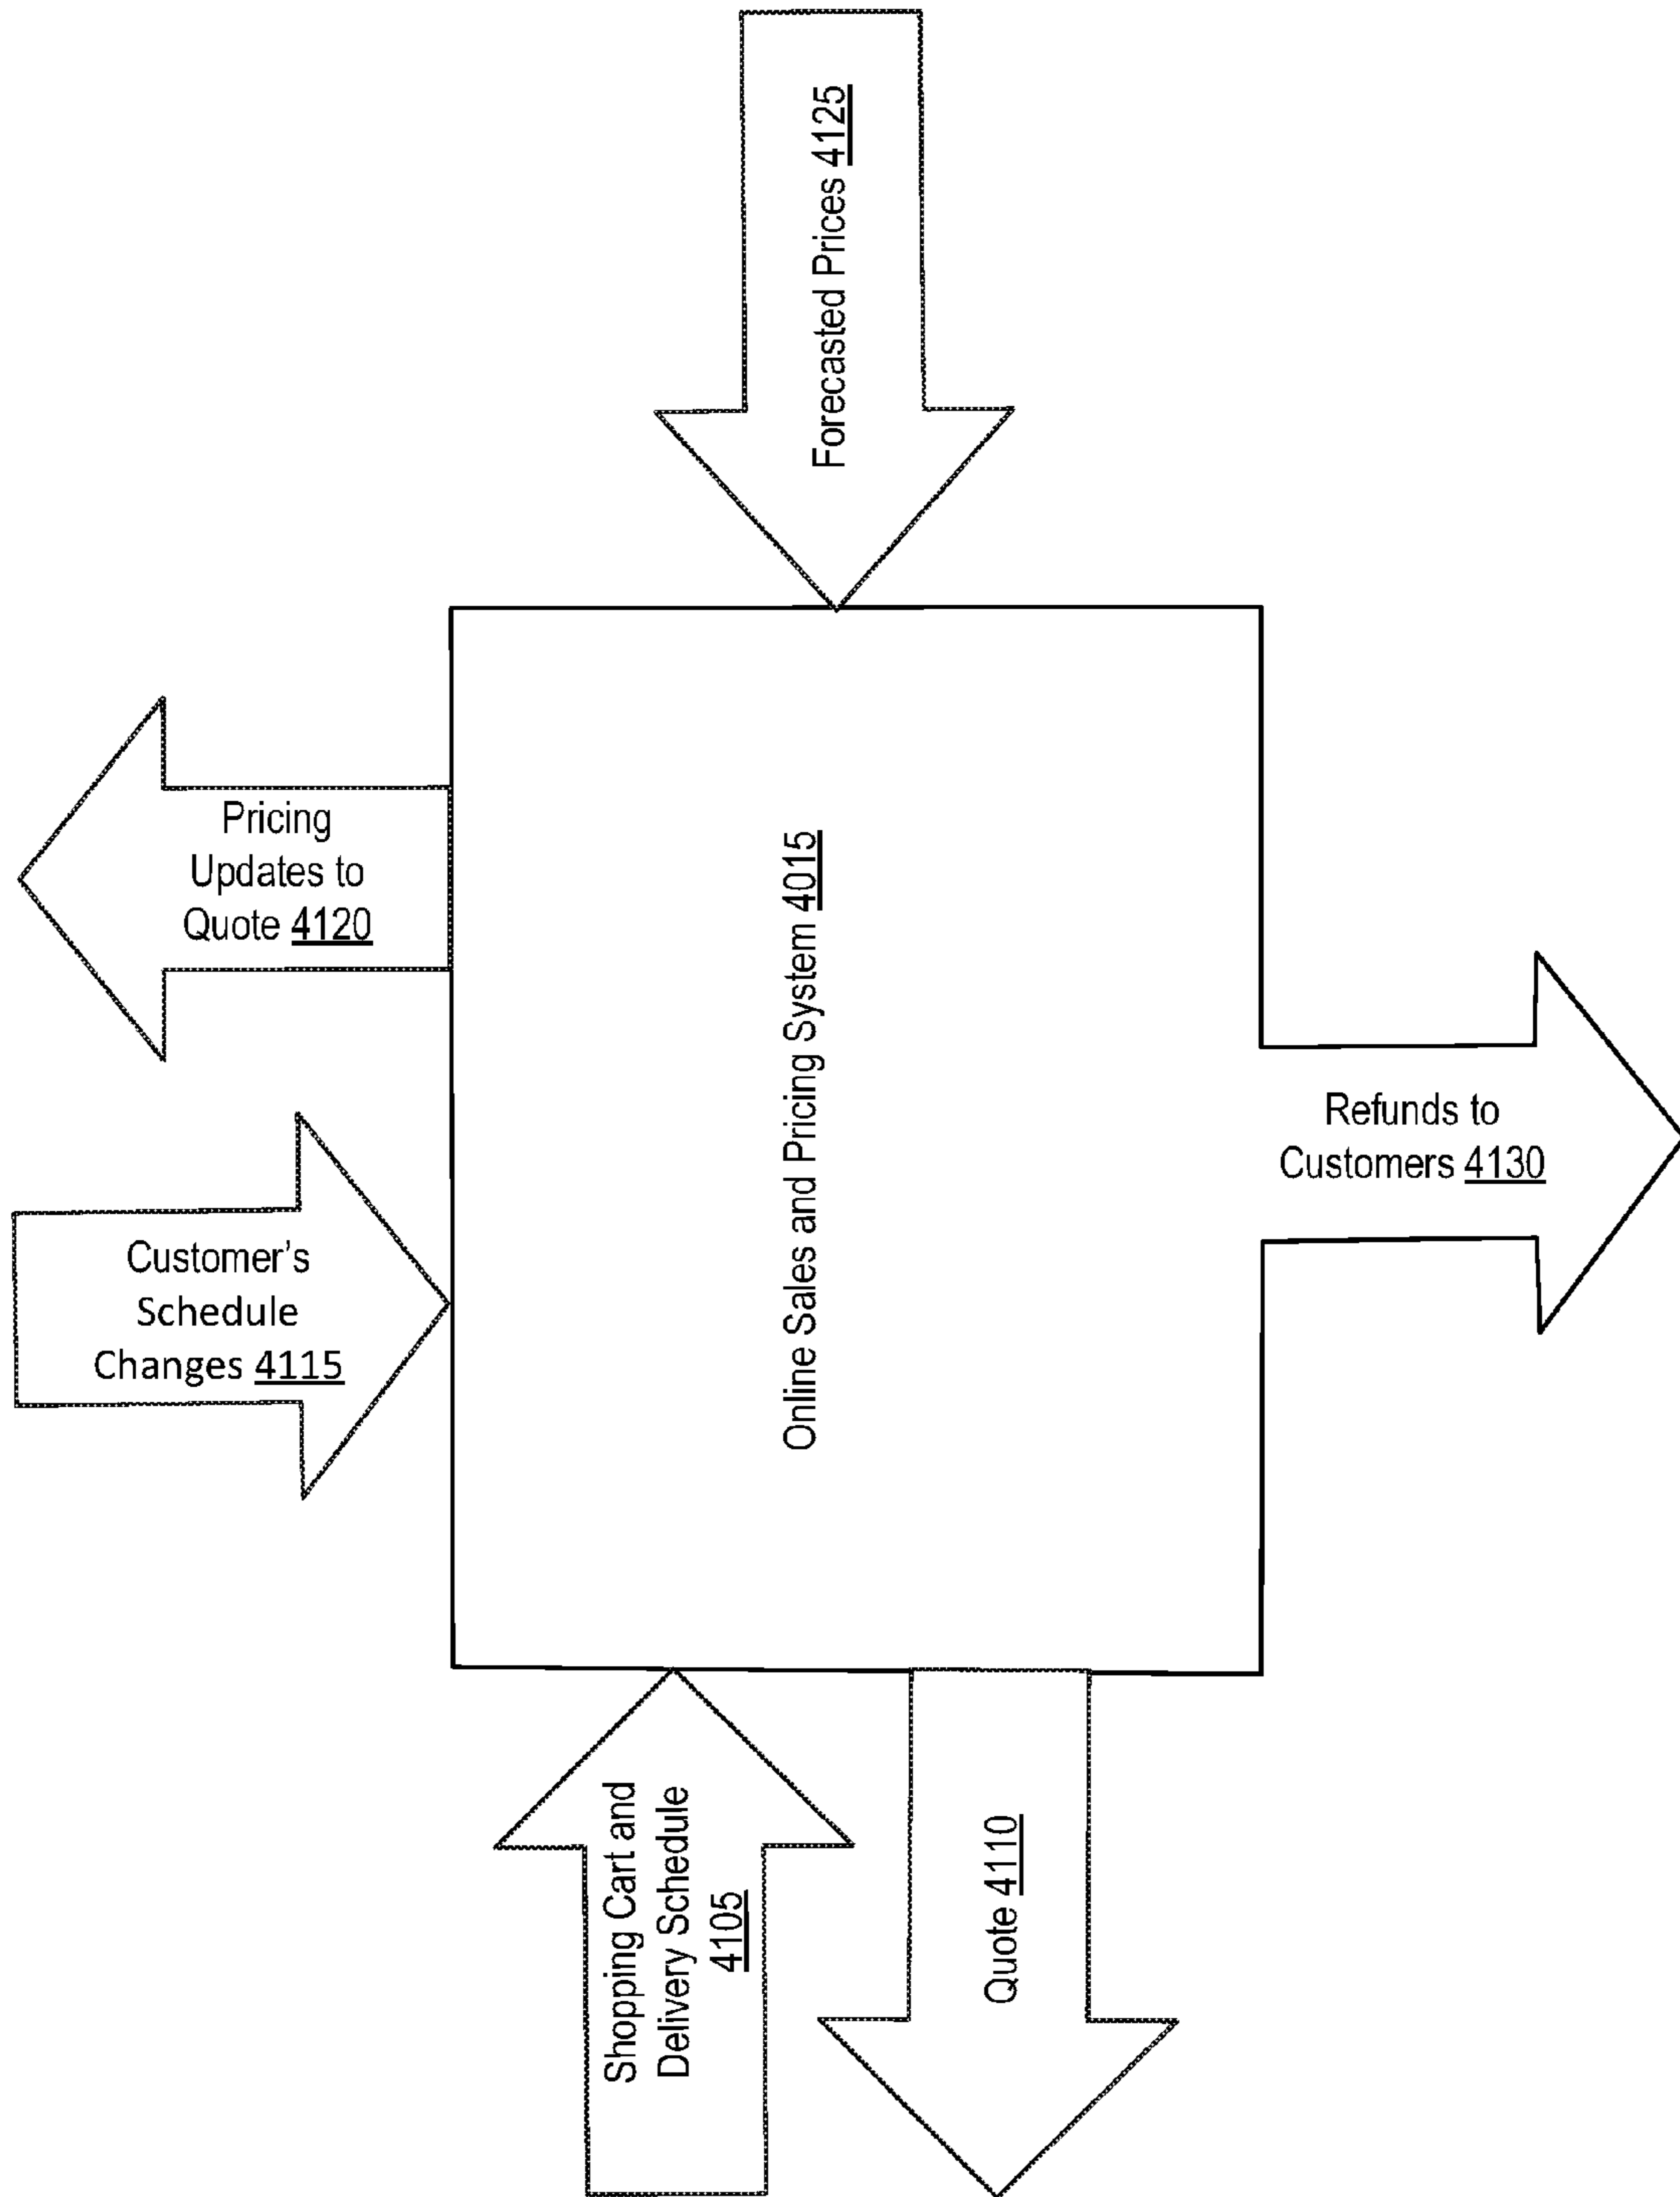 Forecasted Prices 4125
Pricing
Updates to
Quote 4120
Online Sales and Pricing System 4015
Customer’s
Schedule
Changes 4115
Refunds to
Customers 4130
Shopping Cart and
Delivery Schedule
4105
Quote 4110